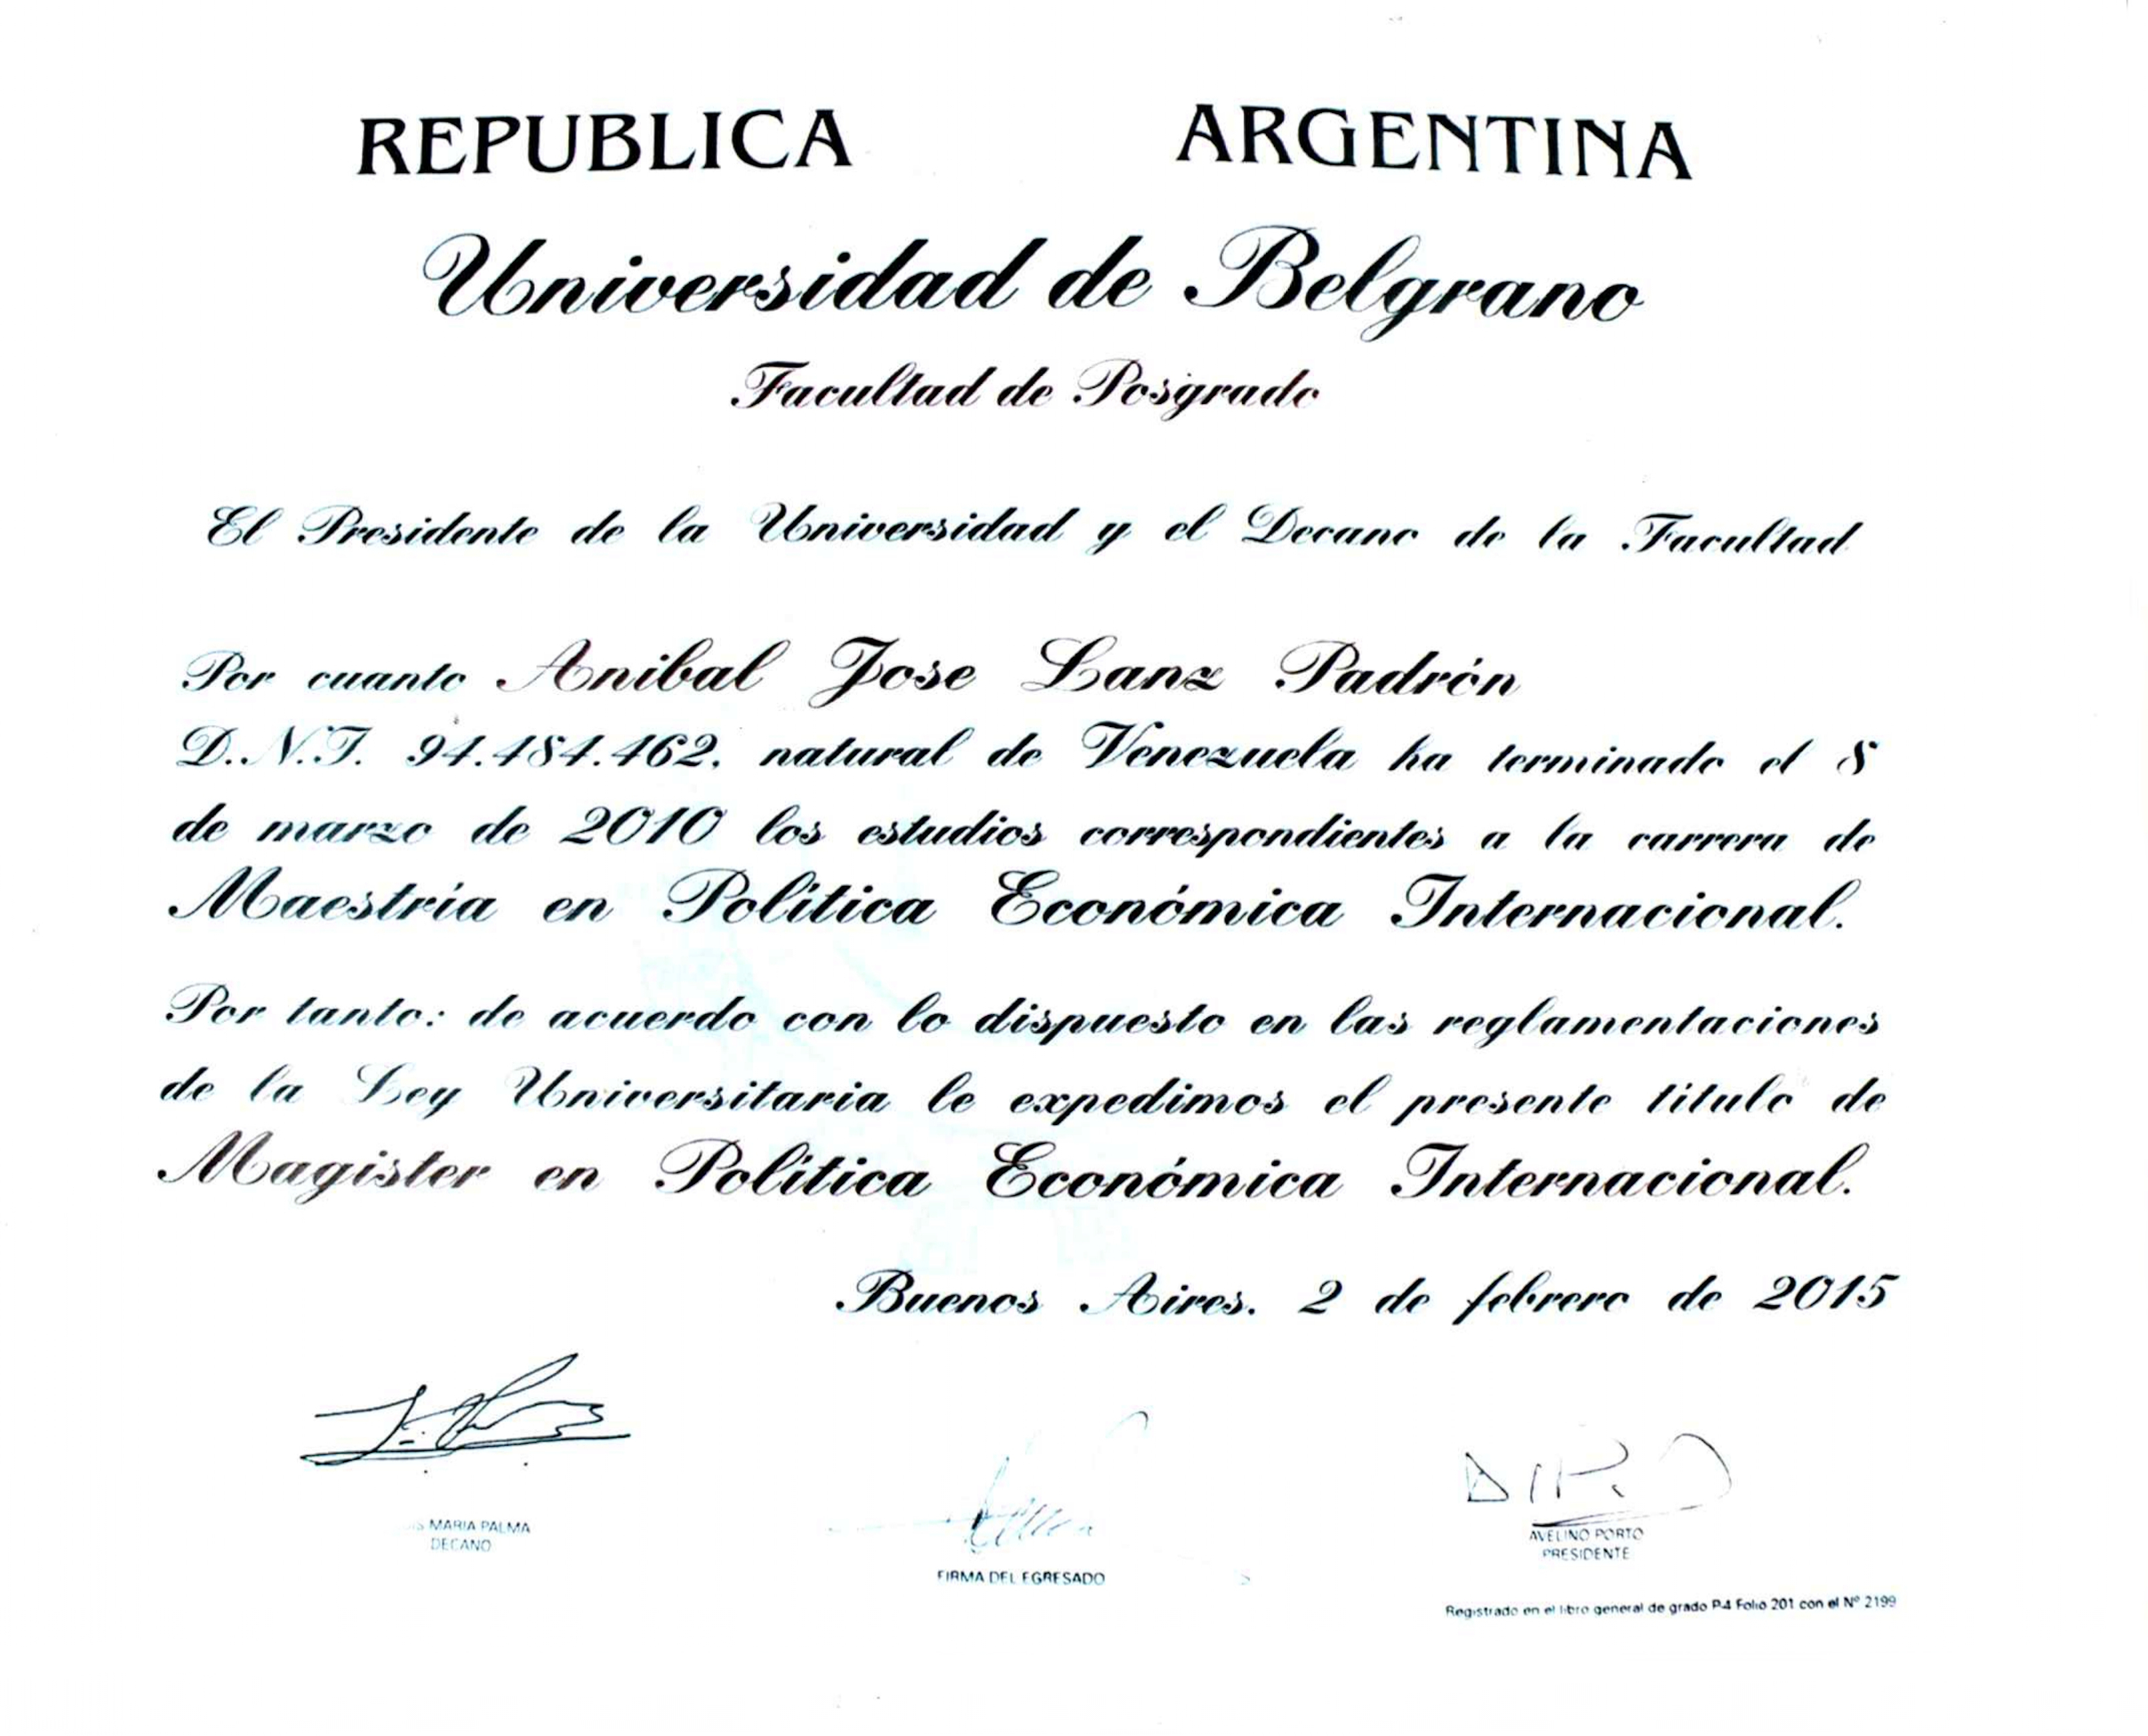 REPUBLICA ARGENTINA
Universidad de Belgrano
Facultad de Posgrado
El Presidente de la Universidad y el Decano de la Facultad
Por cuanto Anibal Jose Lanz Padrón
D.N.I. 94.484.462, natural de Venezuela ha terminado el 8
de marzo de 2010 los estudios correspondientes a la carrera de
Maestría en Política Económica Internacional.
Por tanto: de acuerdo con lo dispuesto en las reglamentaciones
de la Ley Universitaria le expedimos el presente título de
Magister en Política Económica Internacional.
Buenos Aires, 2 de febrero de 2015
MARIA PALMA
DECANO
FIRMA DEL EGRESADO
AVELINO PORTO
PRESIDENTE
Registrado en el libro general de grado P-4 Folio 201 con el Nº 2199